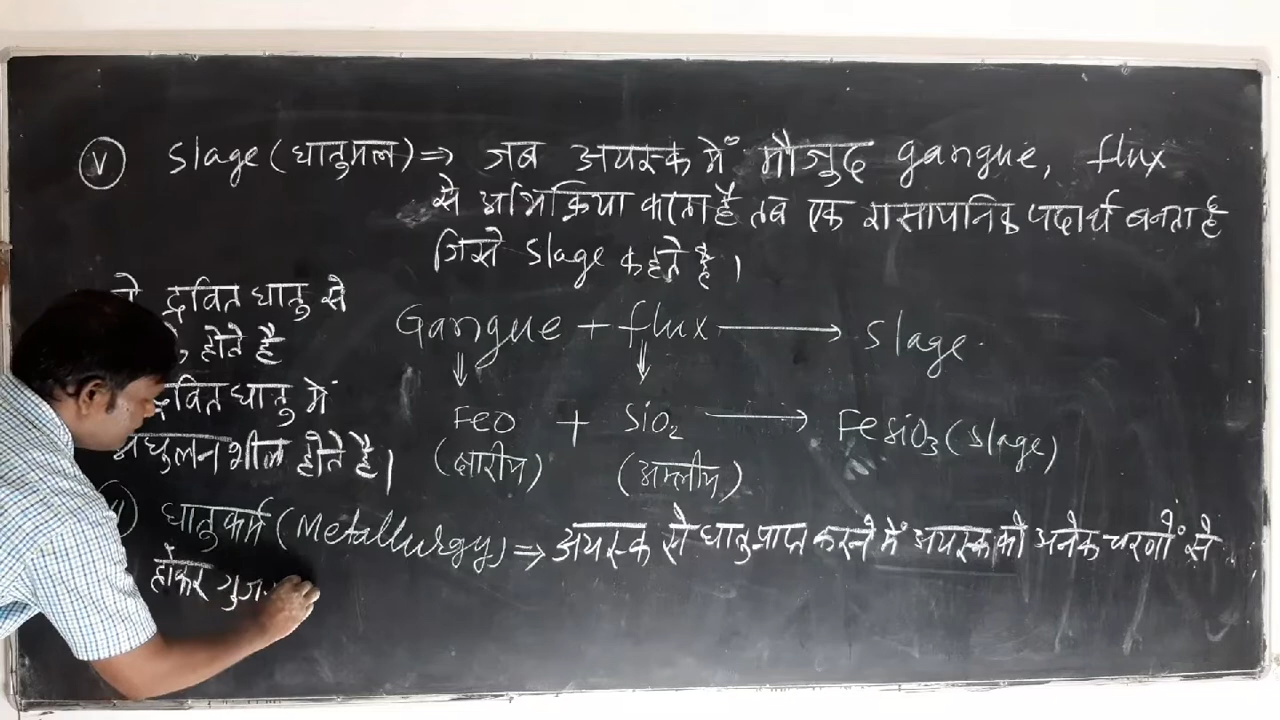 (V) Slage (धातुमल) ⇒ जब अयस्क में मौजुद gangue, flux
से अभिक्रिया करता है तब एक रासायनिक पदार्थ बनता है
जिसे Slage कहते है।
Gangue + flux ⟶ Slage.
⇓ ⇓
FeO + SiO₂ ⟶ FeSiO₃ (Slage)
(क्षारीय) (अम्लीय)
द्रवित धातु से
होते है
द्रवित धातु में
घुलनशील होते है।
धातुकर्म (Metallurgy) ⇒ अयस्क से धातु प्राप्त करने में अयस्क को अनेक चरणों से
होकर गुज